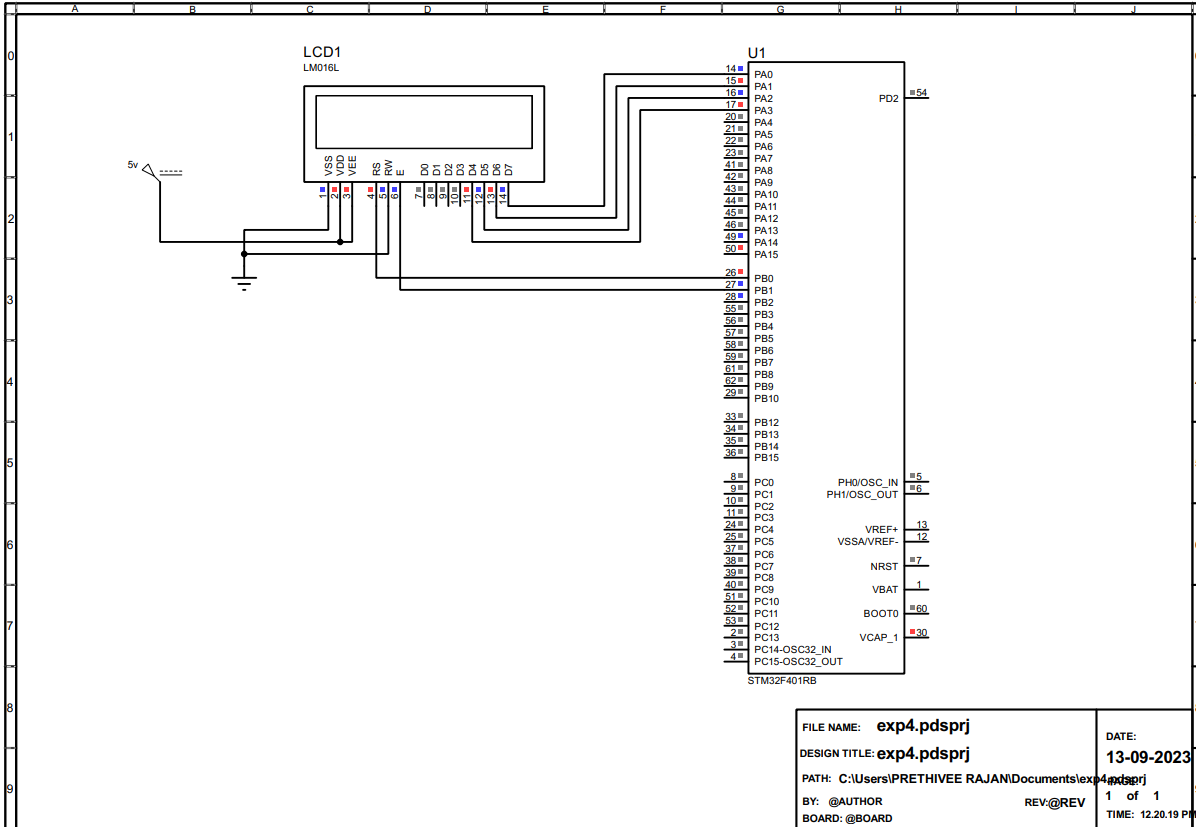 A B C D E F G H I J
0
1
2
3
4
5
6
7
8
9
LCD1
LM016L
VSS VDD VEE RS RW E D0 D1 D2 D3 D4 D5 D6 D7
1 2 3 4 5 6 7 8 9 10 11 12 13 14
5v
U1
14 PA0
15 PA1
16 PA2
17 PA3
20 PA4
21 PA5
22 PA6
23 PA7
41 PA8
42 PA9
43 PA10
44 PA11
45 PA12
46 PA13
49 PA14
50 PA15
26 PB0
27 PB1
28 PB2
55 PB3
56 PB4
57 PB5
58 PB6
59 PB7
61 PB8
62 PB9
29 PB10
33 PB12
34 PB13
35 PB14
36 PB15
8 PC0
9 PC1
10 PC2
11 PC3
24 PC4
25 PC5
37 PC6
38 PC7
39 PC8
40 PC9
51 PC10
52 PC11
53 PC12
2 PC13
3 PC14-OSC32_IN
4 PC15-OSC32_OUT
PD2 54
PH0/OSC_IN 5
PH1/OSC_OUT 6
VREF+ 13
VSSA/VREF- 12
NRST 7
VBAT 1
BOOT0 60
VCAP_1 30
STM32F401RB
FILE NAME: exp4.pdsprj
DESIGN TITLE: exp4.pdsprj
PATH: C:\Users\PRETHIVEE RAJAN\Documents\exp4.pdsprj
BY: @AUTHOR REV:@REV
BOARD: @BOARD
DATE:
13-09-2023
PAGE:
1 of 1
TIME: 12.20.19 PM